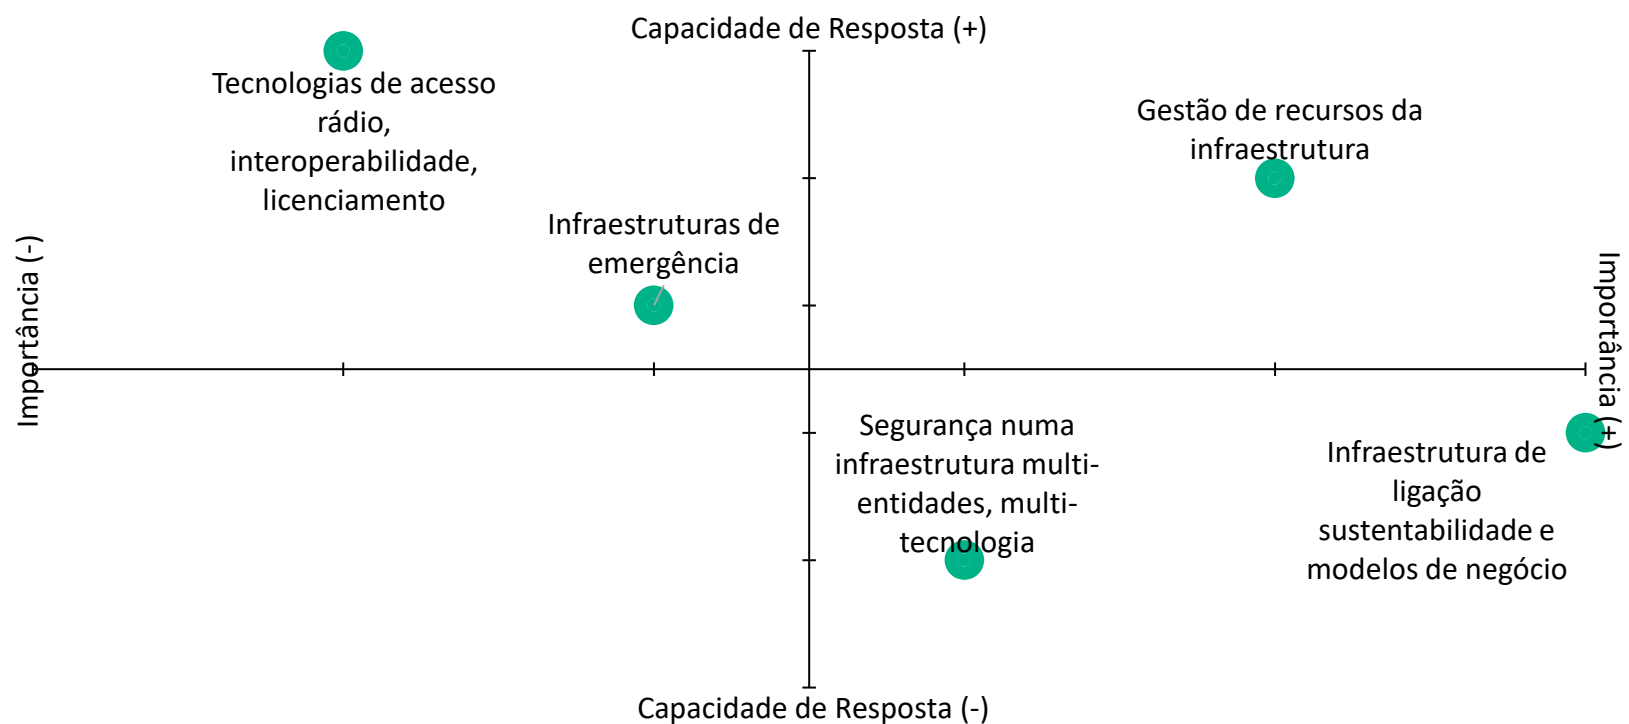 Capacidade de Resposta (+)
Tecnologias de acesso
rádio,
interoperabilidade,
licenciamento
Gestão de recursos da
infraestrutura
Infraestruturas de
emergência
Importância (-)
Importância (+)
Segurança numa
infraestrutura multi-
entidades, multi-
tecnologia
Infraestrutura de
ligação
sustentabilidade e
modelos de negócio
Capacidade de Resposta (-)